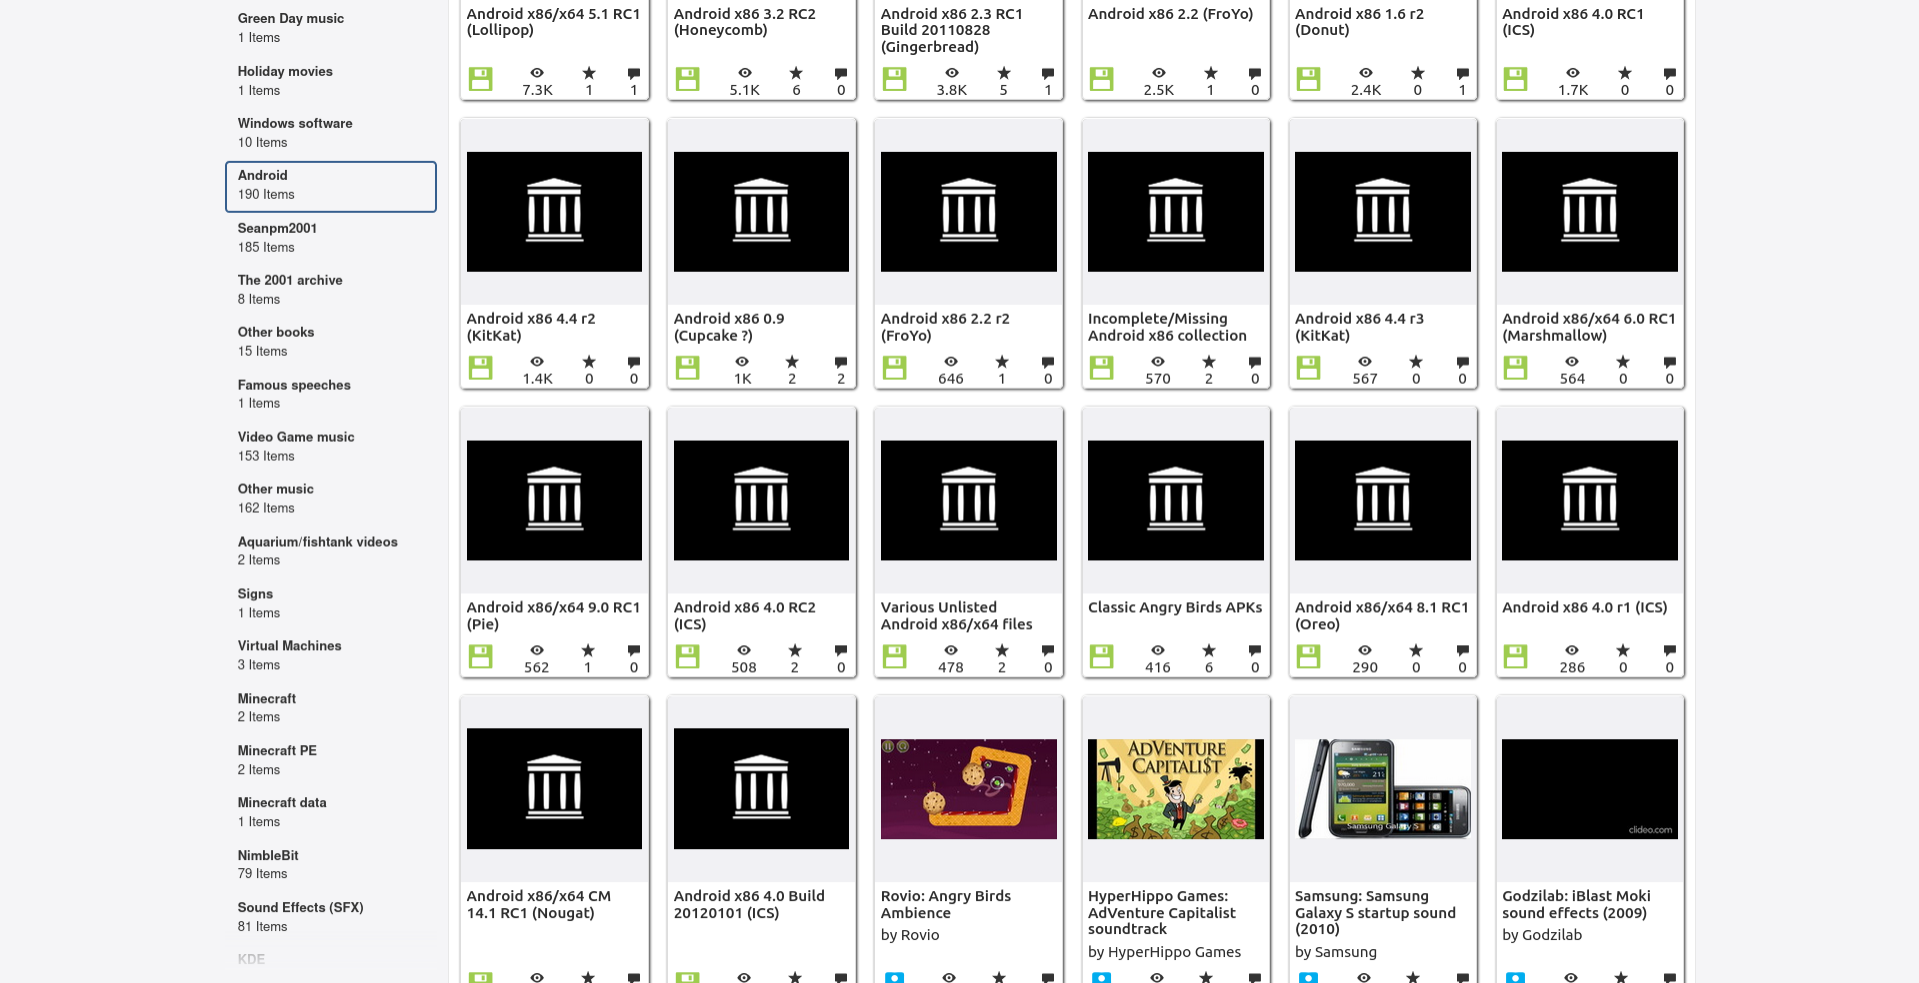 Green Day music
1 Items
Holiday movies
1 Items
Windows software
10 Items
Android
190 Items
Seanpm2001
185 Items
The 2001 archive
8 Items
Other books
15 Items
Famous speeches
1 Items
Video Game music
153 Items
Other music
162 Items
Aquarium/fishtank videos
2 Items
Signs
1 Items
Virtual Machines
3 Items
Minecraft
2 Items
Minecraft PE
2 Items
Minecraft data
1 Items
NimbleBit
79 Items
Sound Effects (SFX)
81 Items
KDE
Android x86/x64 5.1 RC1
(Lollipop)
7.3K 1 1
Android x86 3.2 RC2
(Honeycomb)
5.1K 6 0
Android x86 2.3 RC1
Build 20110828
(Gingerbread)
3.8K 5 1
Android x86 2.2 (FroYo)
2.5K 1 0
Android x86 1.6 r2
(Donut)
2.4K 0 1
Android x86 4.0 RC1
(ICS)
1.7K 0 0
Android x86 4.4 r2
(KitKat)
1.4K 0 0
Android x86 0.9
(Cupcake ?)
1K 2 2
Android x86 2.2 r2
(FroYo)
646 1 0
Incomplete/Missing
Android x86 collection
570 2 0
Android x86 4.4 r3
(KitKat)
567 0 0
Android x86/x64 6.0 RC1
(Marshmallow)
564 0 0
Android x86/x64 9.0 RC1
(Pie)
562 1 0
Android x86 4.0 RC2
(ICS)
508 2 0
Various Unlisted
Android x86/x64 files
478 2 0
Classic Angry Birds APKs
416 6 0
Android x86/x64 8.1 RC1
(Oreo)
290 0 0
Android x86 4.0 r1 (ICS)
286 0 0
Android x86/x64 CM
14.1 RC1 (Nougat)
Android x86 4.0 Build
20120101 (ICS)
Rovio: Angry Birds
Ambience
by Rovio
ADVENTURE
CAPITALI$T
HyperHippo Games:
AdVenture Capitalist
soundtrack
by HyperHippo Games
Samsung Galaxy S
Samsung: Samsung
Galaxy S startup sound
(2010)
by Samsung
clideo.com
Godzilab: iBlast Moki
sound effects (2009)
by Godzilab